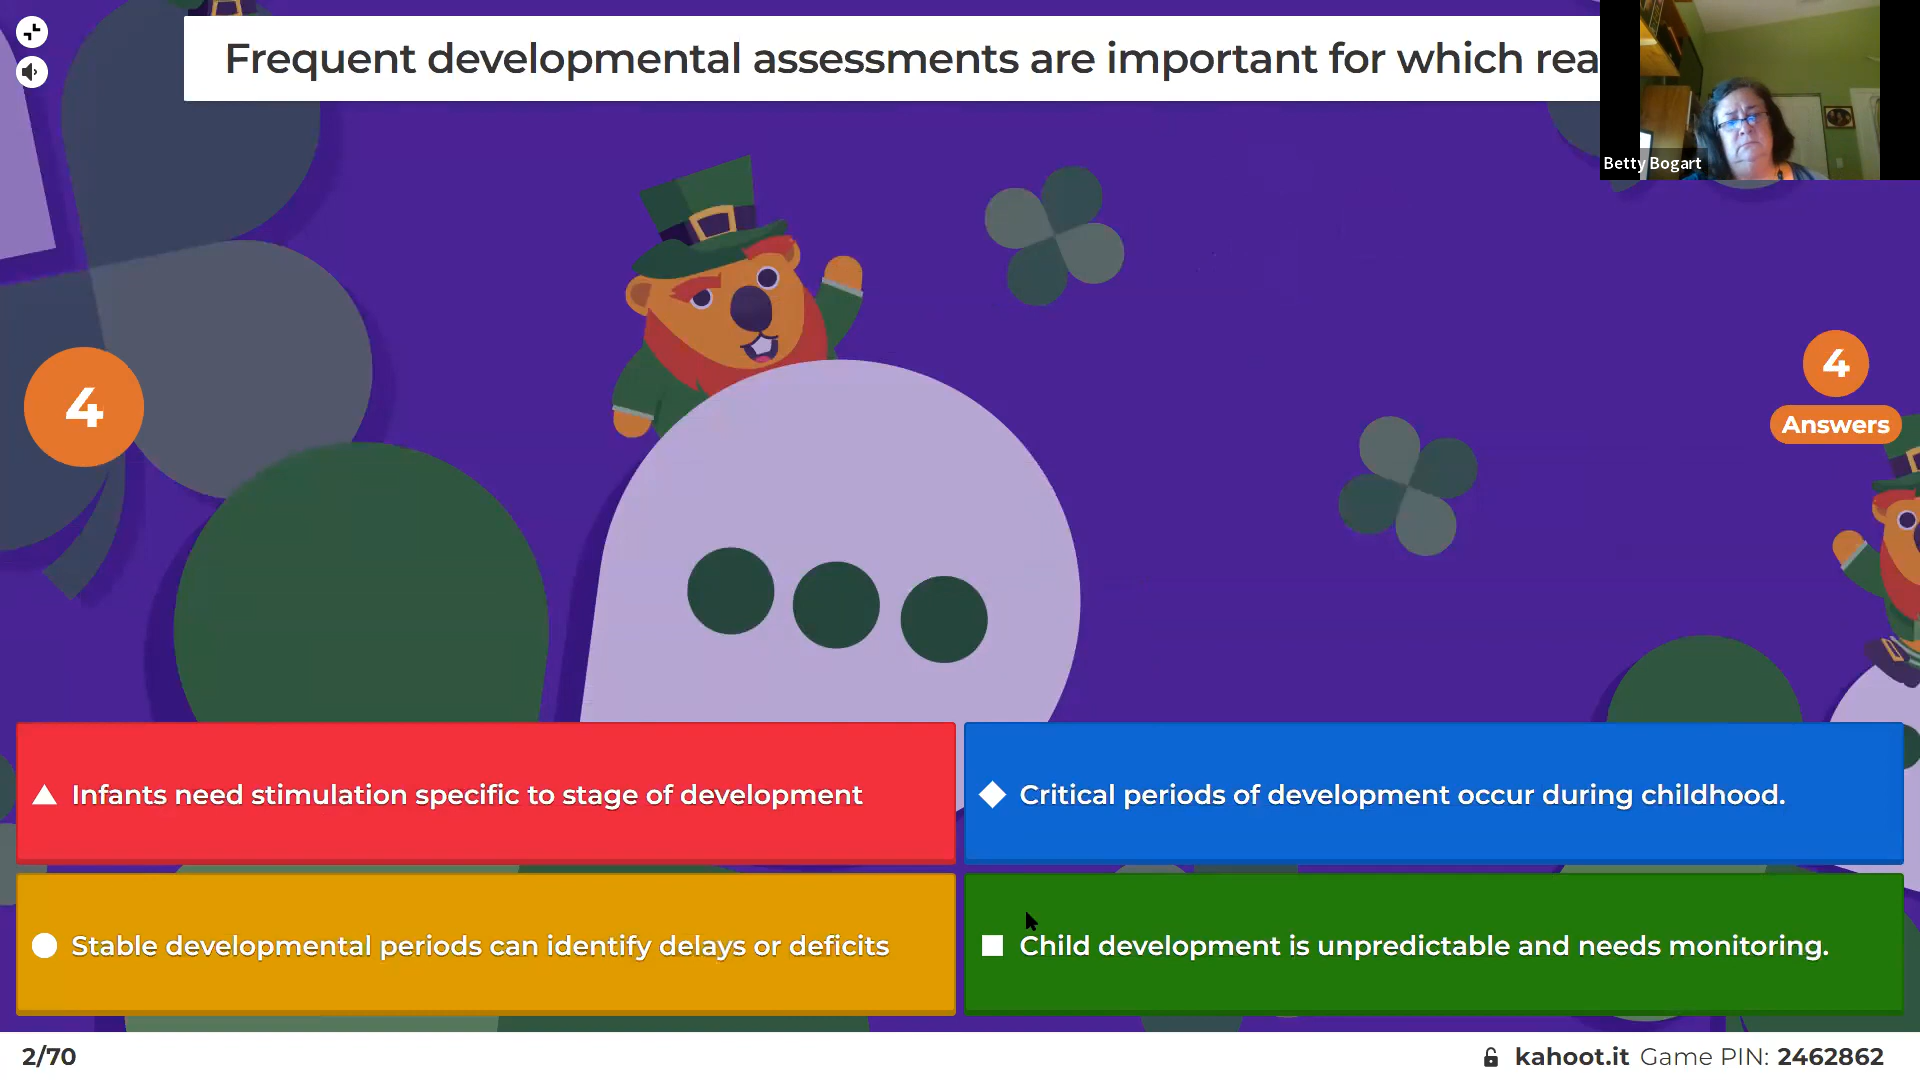 Frequent developmental assessments are important for which rea
Betty Bogart
4
4
Answers
Infants need stimulation specific to stage of development
Critical periods of development occur during childhood.
Stable developmental periods can identify delays or deficits
Child development is unpredictable and needs monitoring.
2/70
kahoot.it Game PIN: 2462862